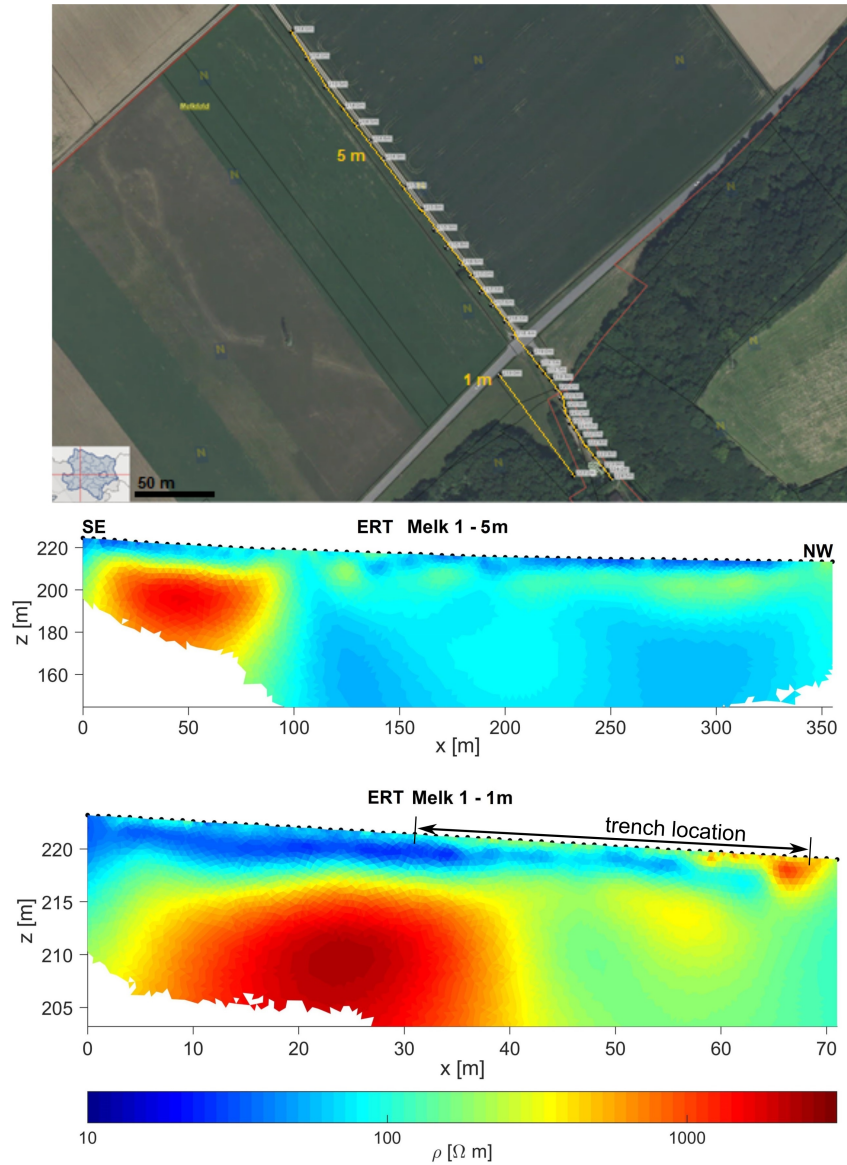 N
N
N
Melkfeld
5 m
N
N
N
N
1 m
N
N
N
N
50 m
SE
ERT Melk 1 - 5m
NW
220
200
180
160
z [m]
0 50 100 150 200 250 300 350
x [m]
ERT Melk 1 - 1m
trench location
220
215
210
205
z [m]
0 10 20 30 40 50 60 70
x [m]
10 100 1000
ρ [Ω m]